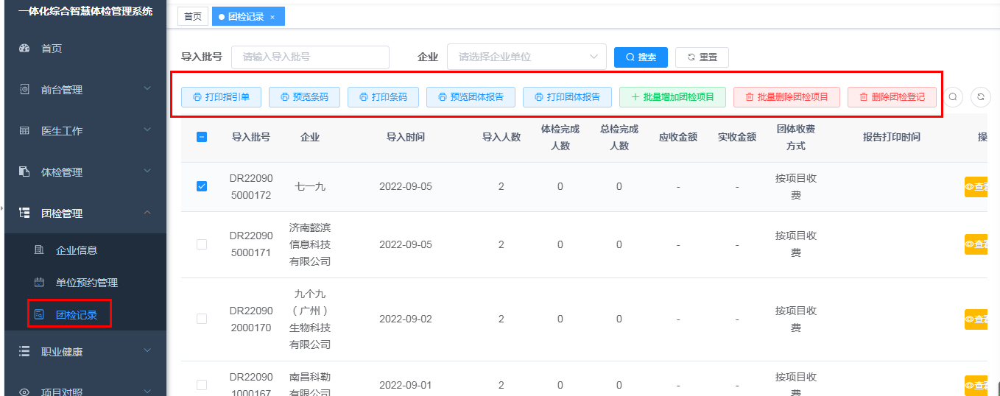 一体化综合智慧体检管理系统
首页
前台管理
医生工作
体检管理
团检管理
企业信息
单位预约管理
团检记录
职业健康
项目对照
首页
团检记录 ×
导入批号 请输入导入批号 企业 请选择企业单位 搜索 重置
打印指引单 预览条码 打印条码 预览团体报告 打印团体报告 批量增加团检项目 批量删除团检项目 删除团检登记
导入批号 企业 导入时间 导入人数 体检完成人数 总检完成人数 应收金额 实收金额 团体收费方式 报告打印时间
DR22090
5000172
七一九
2022-09-05 2 0 0 - -
按项目收
费
查看
DR22090
5000171
济南懿滨
信息科技
有限公司
2022-09-05 2 0 0 - -
按项目收
费
查看
DR22090
2000170
九个九
（广州）
生物科技
有限公司
2022-09-02 2 0 0 - -
按项目收
费
查看
DR22090
1000167
南昌科勒
有限公司
2022-09-01 2 0 0 - -
按项目收
费
查看